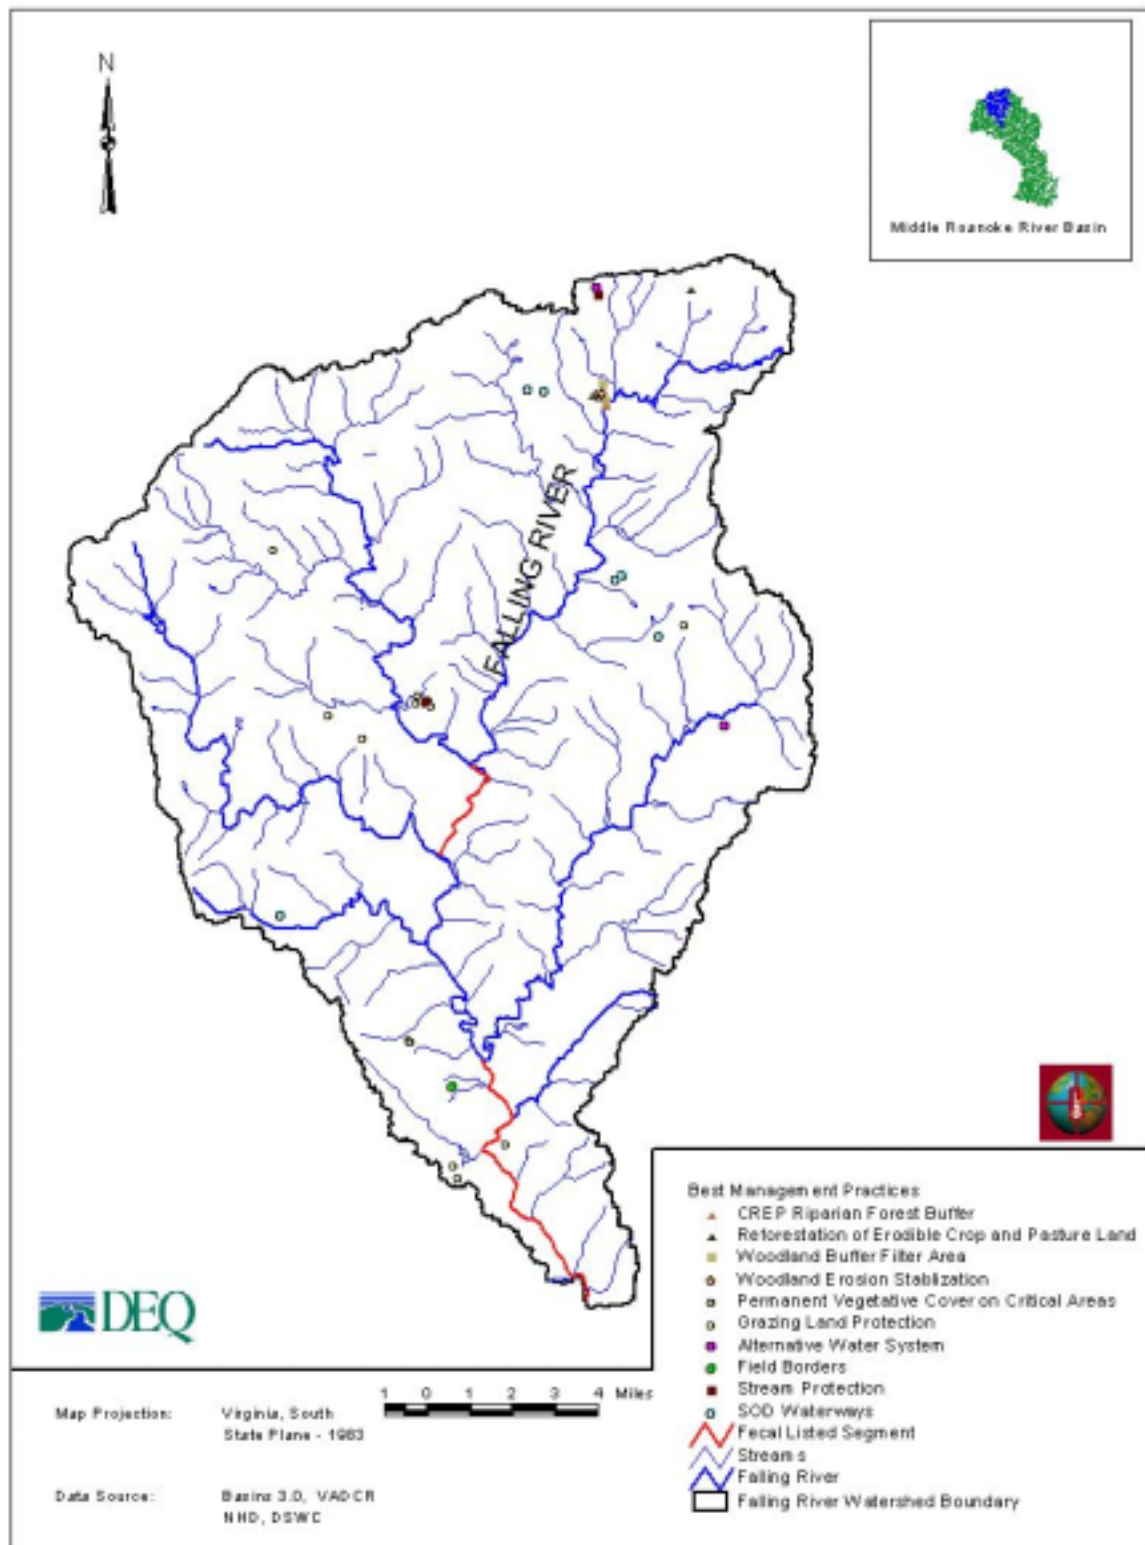 N
Middle Roanoke River Basin
FALLING RIVER
Best Management Practices
CREP Riparian Forest Buffer
Reforestation of Erodible Crop and Pasture Land
Woodland Buffer Filter Area
Woodland Erosion Stablization
Permanent Vegetative Cover on Critical Areas
Grazing Land Protection
Alternative Water System
Field Borders
Stream Protection
SOD Waterways
Fecal Listed Segment
Streams
Falling River
Falling River Watershed Boundary
DEQ
1 0 1 2 3 4 Miles
Map Projection: Virginia, South
State Plane - 1983
Data Source: Basins 3.0, VADCR
NHD, DSWC